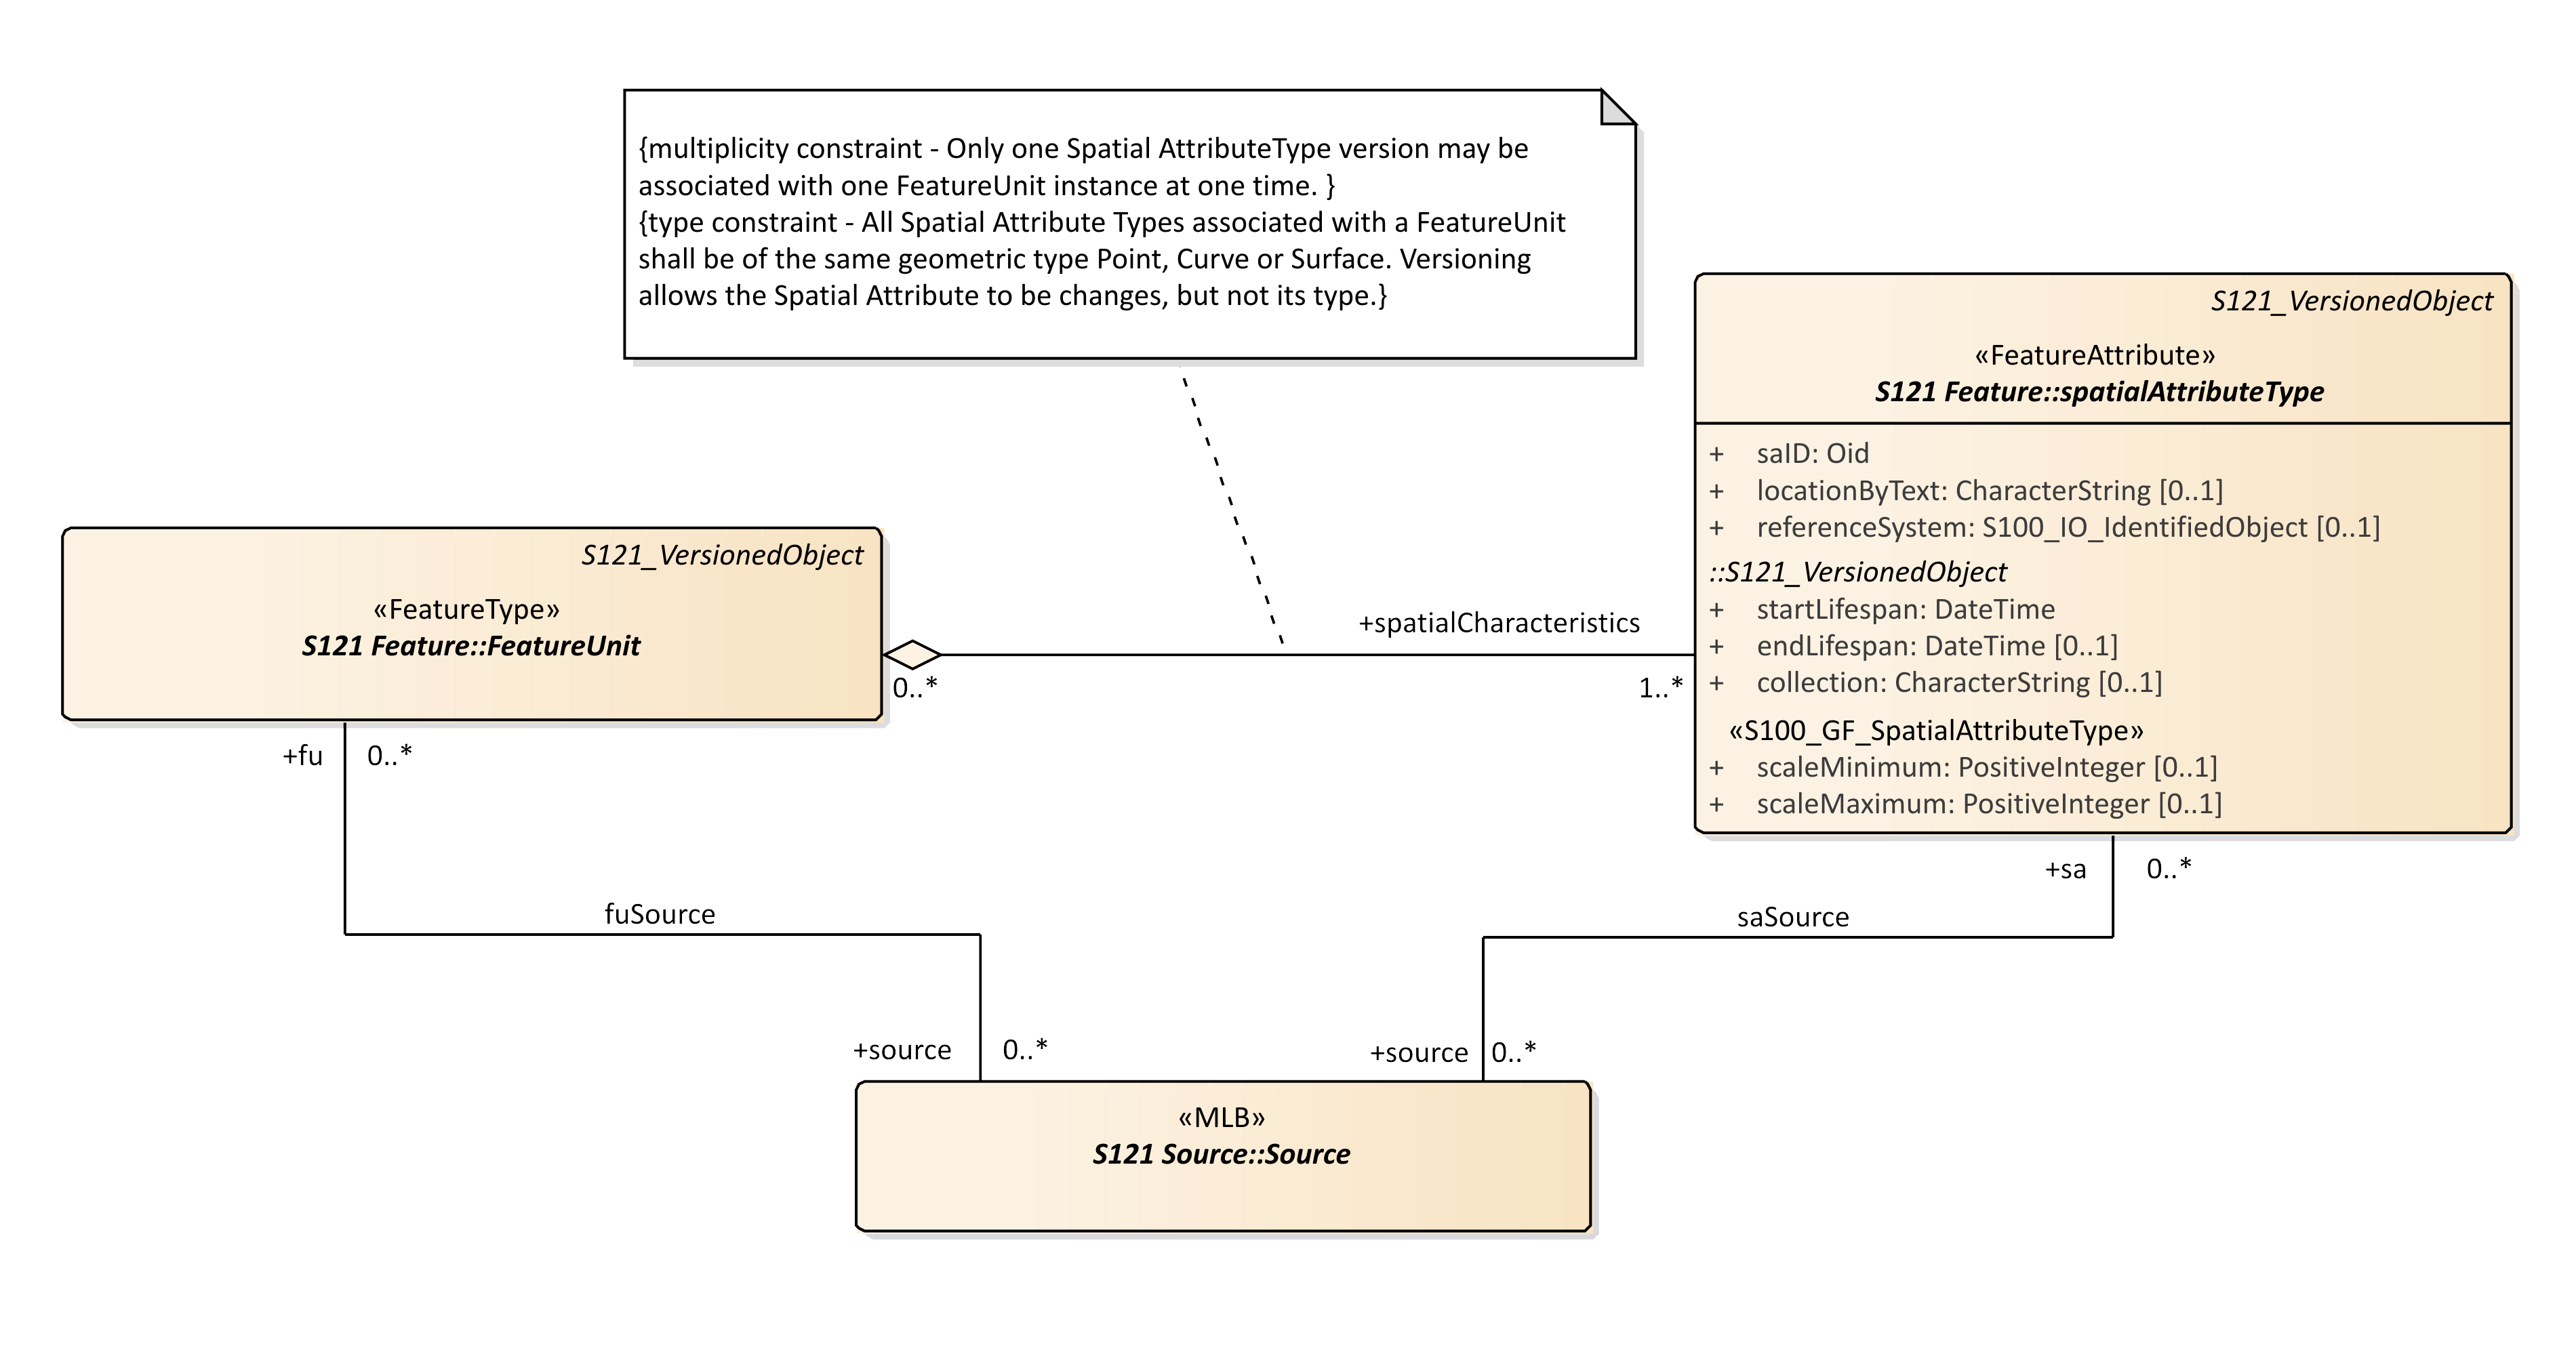 {multiplicity constraint - Only one Spatial AttributeType version may be
associated with one FeatureUnit instance at one time. }
{type constraint - All Spatial Attribute Types associated with a FeatureUnit
shall be of the same geometric type Point, Curve or Surface. Versioning
allows the Spatial Attribute to be changes, but not its type.}
S121_VersionedObject
«FeatureAttribute»
S121 Feature::spatialAttributeType
+ saID: Oid
+ locationByText: CharacterString [0..1]
+ referenceSystem: S100_IO_IdentifiedObject [0..1]
::S121_VersionedObject
+ startLifespan: DateTime
+ endLifespan: DateTime [0..1]
+ collection: CharacterString [0..1]
«S100_GF_SpatialAttributeType»
+ scaleMinimum: PositiveInteger [0..1]
+ scaleMaximum: PositiveInteger [0..1]
S121_VersionedObject
«FeatureType»
S121 Feature::FeatureUnit
+spatialCharacteristics
0..*
1..*
+fu 0..*
+sa 0..*
fuSource
saSource
+source 0..*
+source 0..*
«MLB»
S121 Source::Source